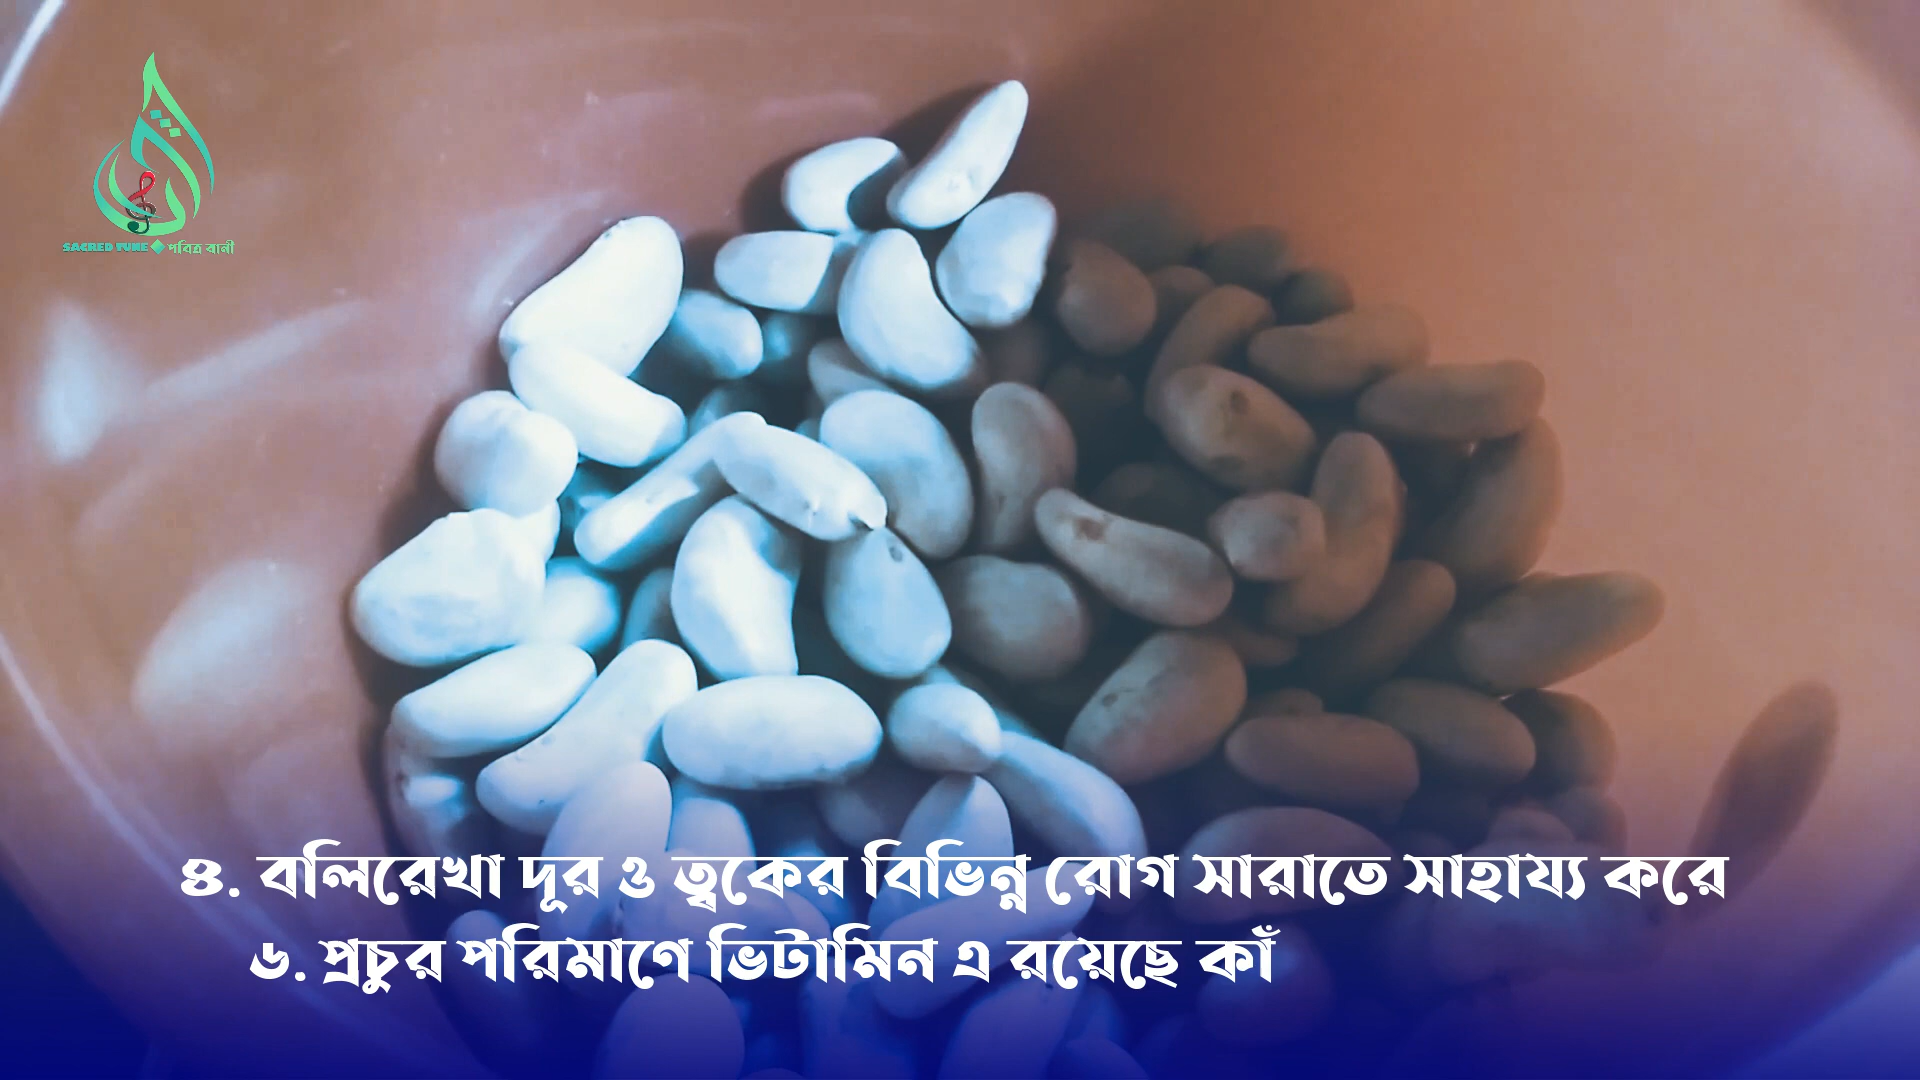 SACRED TUNE ◆ পবিত্র বানী
৪. বলিরেখা দূর ও ত্বকের বিভিন্ন রোগ সারাতে সাহায্য করে
৬. প্রচুর পরিমাণে ভিটামিন এ রয়েছে কাঁ